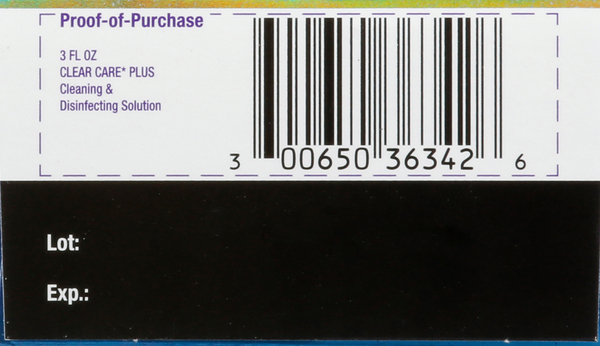 Proof-of-Purchase
3 FL OZ
CLEAR CARE* PLUS
Cleaning &
Disinfecting Solution
3 00650 36342 6
Lot:
Exp.: